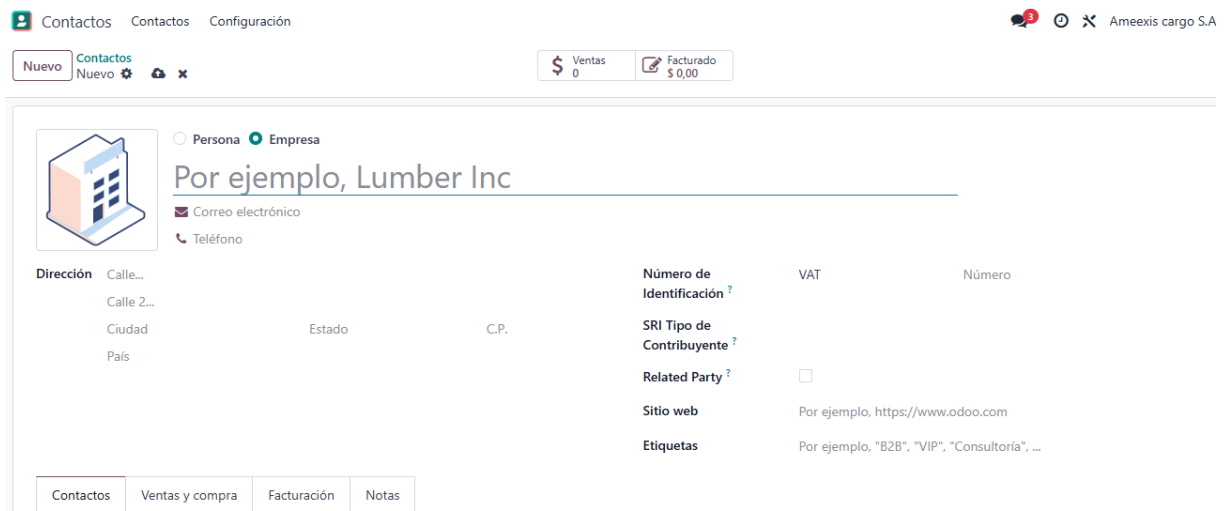 Contactos Contactos Configuración 3 Ameexis cargo S.A
Nuevo Contactos
Nuevo
Ventas
0
Facturado
$ 0,00
Persona Empresa
Por ejemplo, Lumber Inc
Correo electrónico
Teléfono
Dirección Calle...
Calle 2...
Ciudad Estado C.P.
País
Número de
Identificación ? VAT Número
SRI Tipo de
Contribuyente ?
Related Party ?
Sitio web Por ejemplo, https://www.odoo.com
Etiquetas Por ejemplo, "B2B", "VIP", "Consultoría", ...
Contactos Ventas y compra Facturación Notas